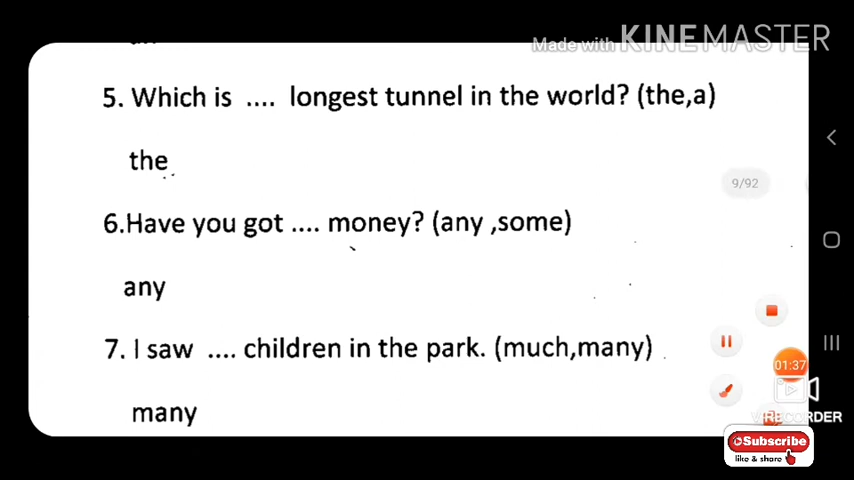 Made with KINEMASTER
5. Which is .... longest tunnel in the world? (the,a)
the
9/92
6.Have you got .... money? (any ,some)
any
7. I saw .... children in the park. (much,many)
01:37
many
Subscribe
like & share